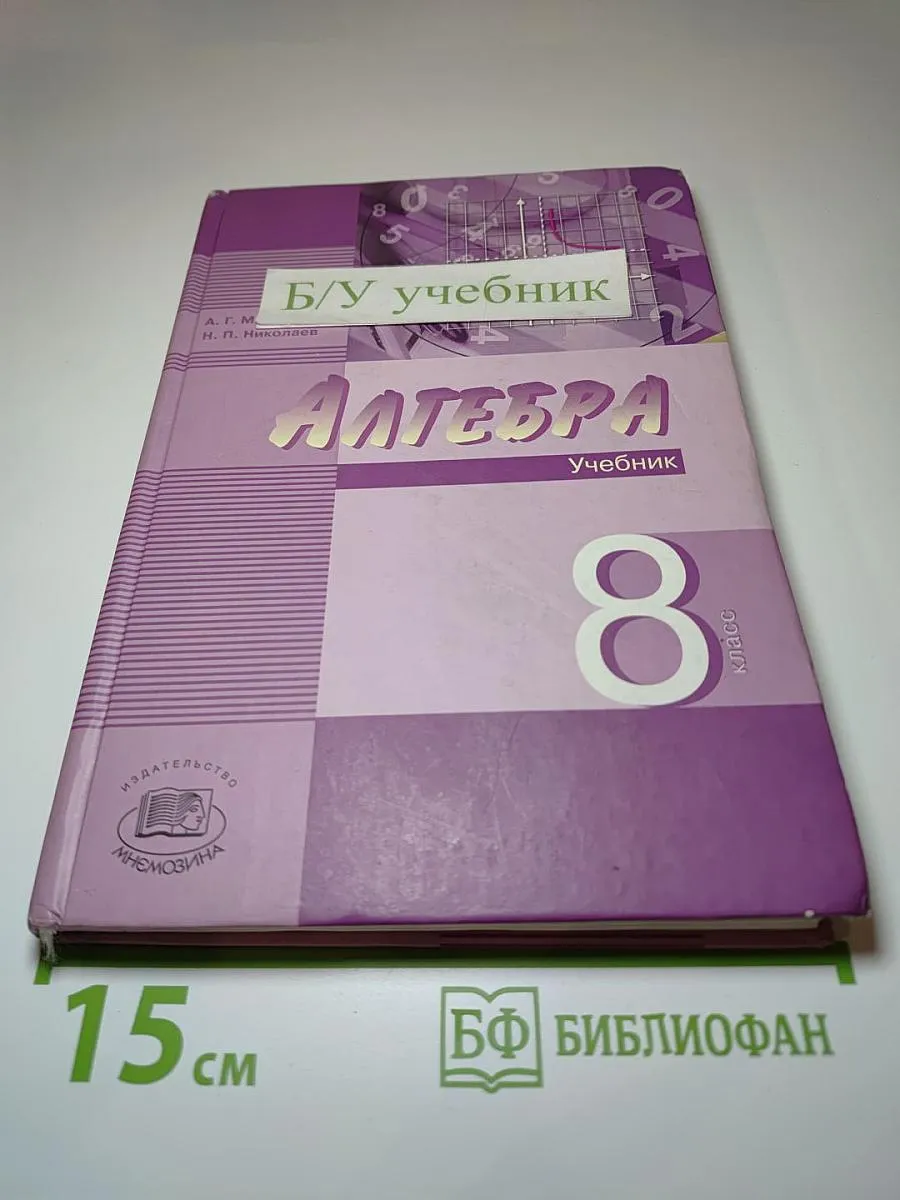 Б/У учебник
А. Г. М
Н. П. Николаев
АЛГЕБРА
Учебник
8
класс
ИЗДАТЕЛЬСТВО
МНЕМОЗИНА
15 см
БФ БИБЛИОФАН